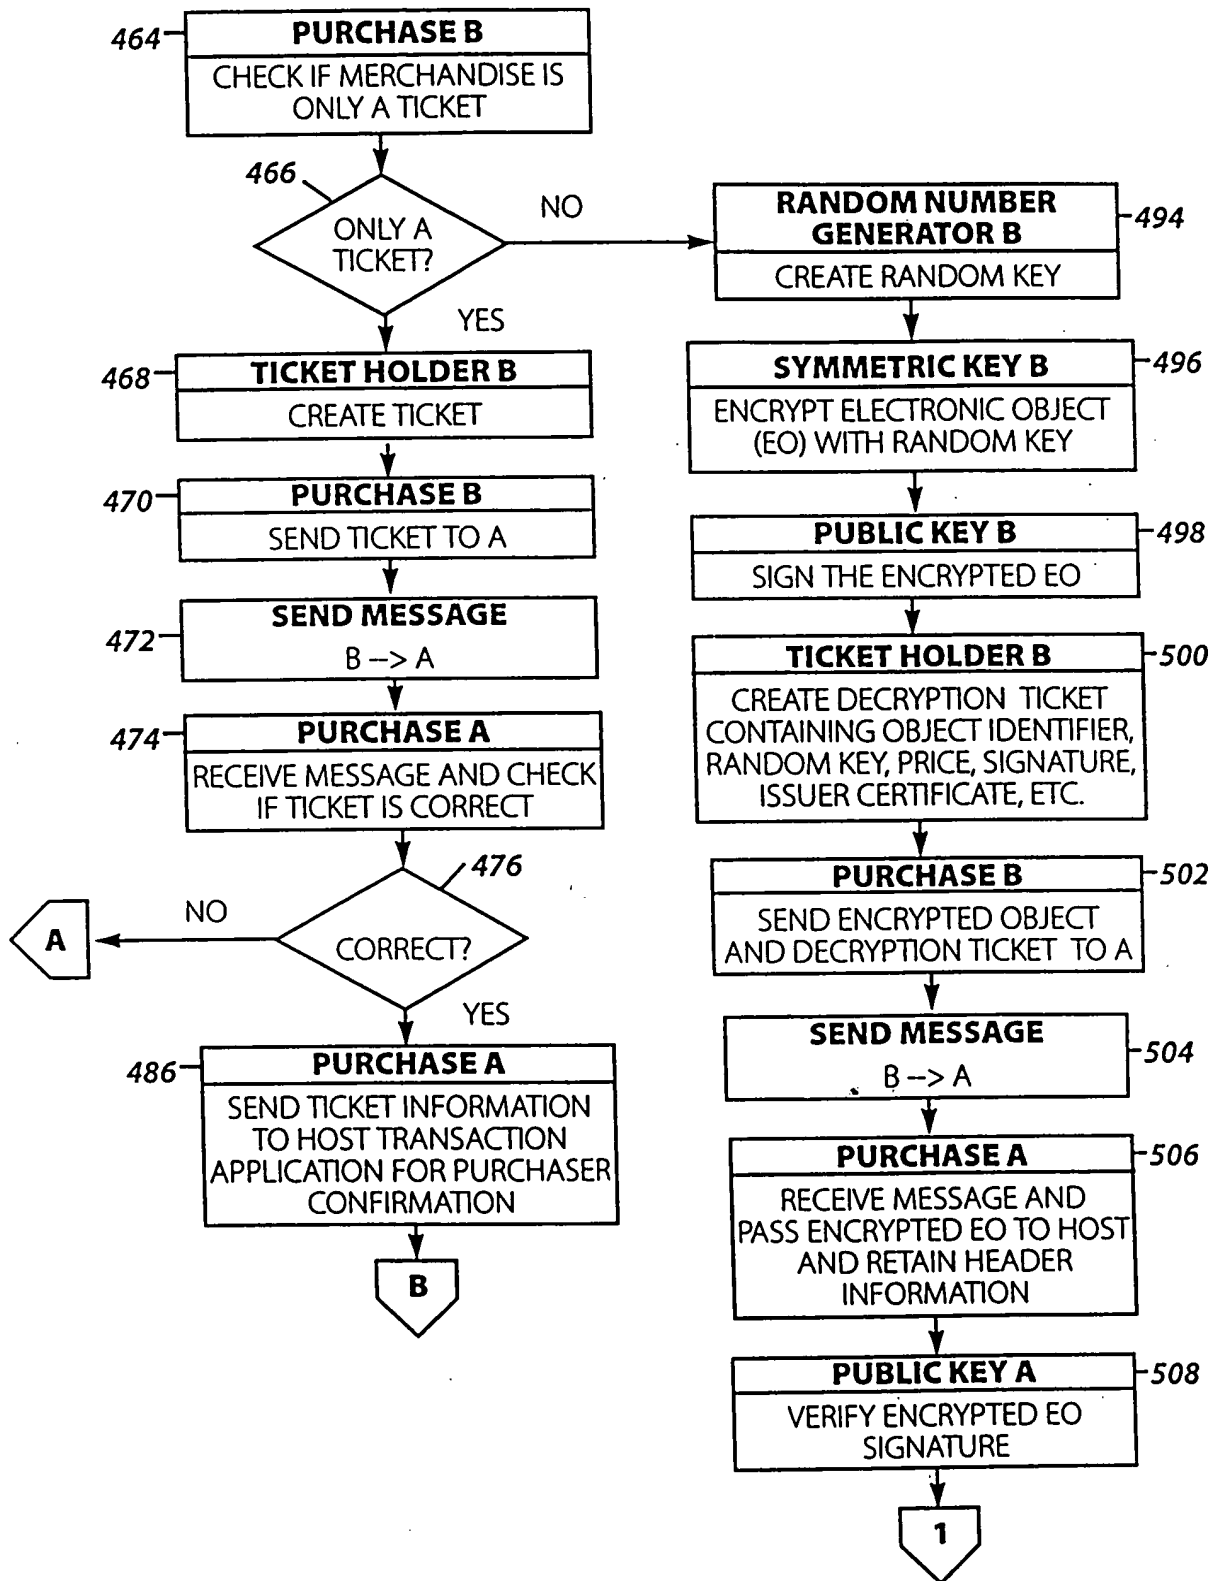 464
PURCHASE B
CHECK IF MERCHANDISE IS
ONLY A TICKET
466
ONLY A
TICKET?
NO
YES
468
TICKET HOLDER B
CREATE TICKET
470
PURCHASE B
SEND TICKET TO A
472
SEND MESSAGE
B --> A
474
PURCHASE A
RECEIVE MESSAGE AND CHECK
IF TICKET IS CORRECT
476
CORRECT?
NO
A
YES
486
PURCHASE A
SEND TICKET INFORMATION
TO HOST TRANSACTION
APPLICATION FOR PURCHASER
CONFIRMATION
B
RANDOM NUMBER
GENERATOR B
494
CREATE RANDOM KEY
SYMMETRIC KEY B
496
ENCRYPT ELECTRONIC OBJECT
(EO) WITH RANDOM KEY
PUBLIC KEY B
498
SIGN THE ENCRYPTED EO
TICKET HOLDER B
500
CREATE DECRYPTION TICKET
CONTAINING OBJECT IDENTIFIER,
RANDOM KEY, PRICE, SIGNATURE,
ISSUER CERTIFICATE, ETC.
PURCHASE B
502
SEND ENCRYPTED OBJECT
AND DECRYPTION TICKET TO A
SEND MESSAGE
504
B --> A
PURCHASE A
506
RECEIVE MESSAGE AND
PASS ENCRYPTED EO TO HOST
AND RETAIN HEADER
INFORMATION
PUBLIC KEY A
508
VERIFY ENCRYPTED EO
SIGNATURE
1